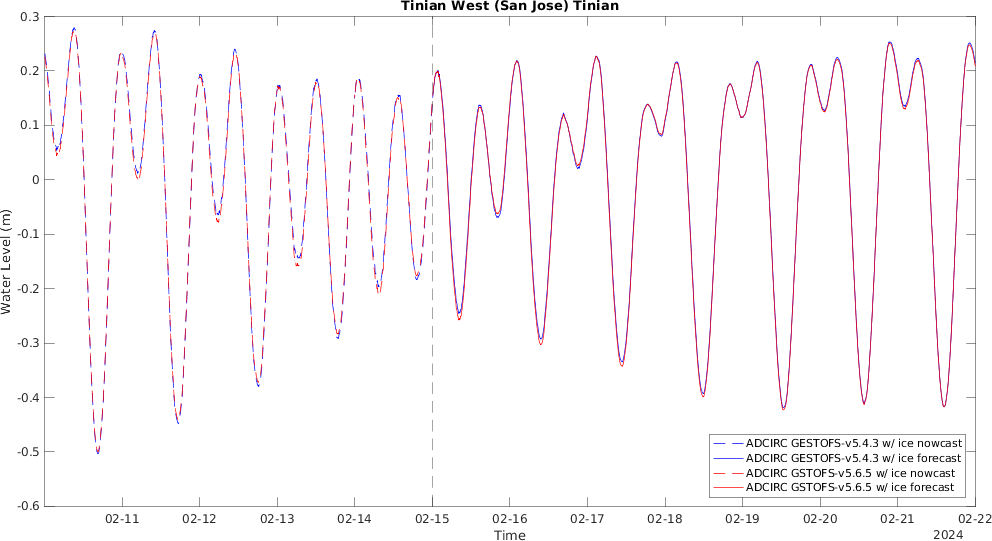 Tinian West (San Jose) Tinian
0.3
0.2
0.1
0
-0.1
-0.2
-0.3
-0.4
-0.5
-0.6
Water Level (m)
ADCIRC GESTOFS-v5.4.3 w/ ice nowcast
ADCIRC GESTOFS-v5.4.3 w/ ice forecast
ADCIRC GSTOFS-v5.6.5 w/ ice nowcast
ADCIRC GSTOFS-v5.6.5 w/ ice forecast
02-11 02-12 02-13 02-14 02-15 02-16 02-17 02-18 02-19 02-20 02-21 02-22
Time
2024